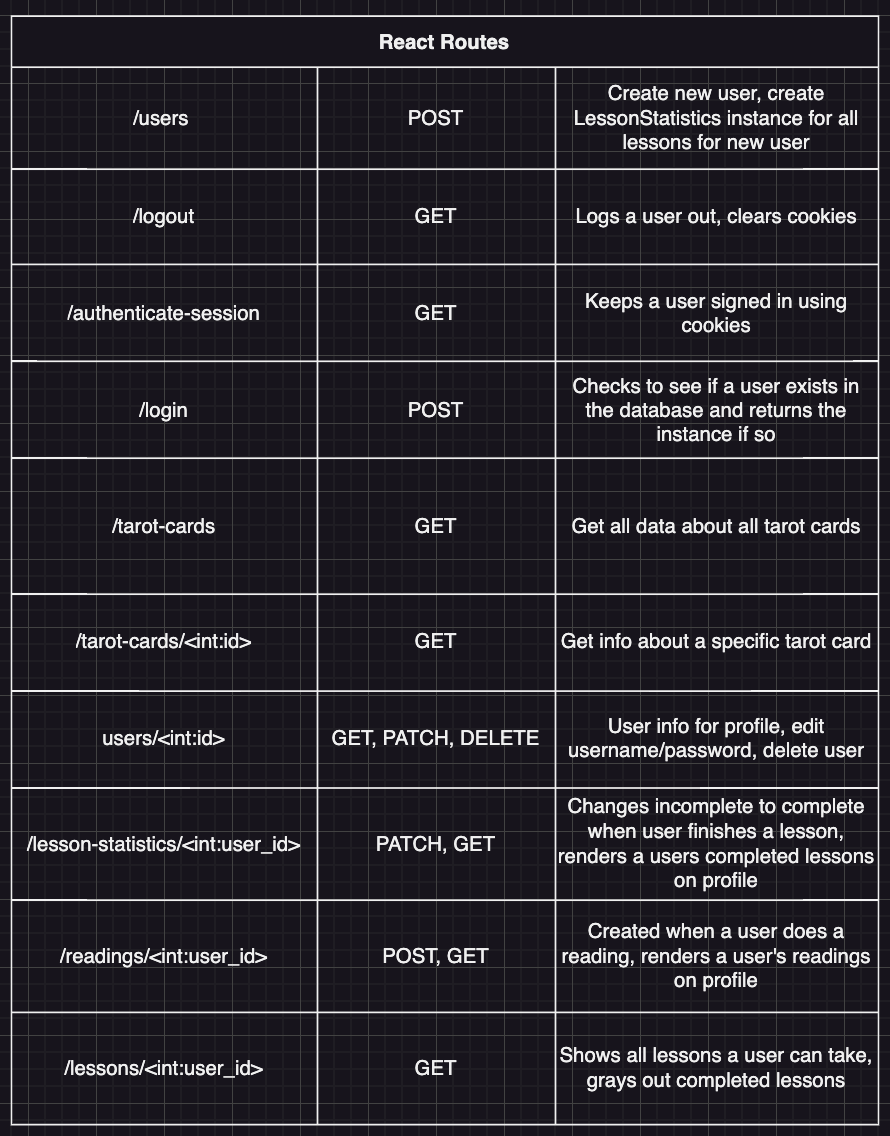 React Routes
/users
POST
Create new user, create
LessonStatistics instance for all
lessons for new user
/logout
GET
Logs a user out, clears cookies
/authenticate-session
GET
Keeps a user signed in using
cookies
/login
POST
Checks to see if a user exists in
the database and returns the
instance if so
/tarot-cards
GET
Get all data about all tarot cards
/tarot-cards/<int:id>
GET
Get info about a specific tarot card
users/<int:id>
GET, PATCH, DELETE
User info for profile, edit
username/password, delete user
/lesson-statistics/<int:user_id>
PATCH, GET
Changes incomplete to complete
when user finishes a lesson,
renders a users completed lessons
on profile
/readings/<int:user_id>
POST, GET
Created when a user does a
reading, renders a user's readings
on profile
/lessons/<int:user_id>
GET
Shows all lessons a user can take,
grays out completed lessons